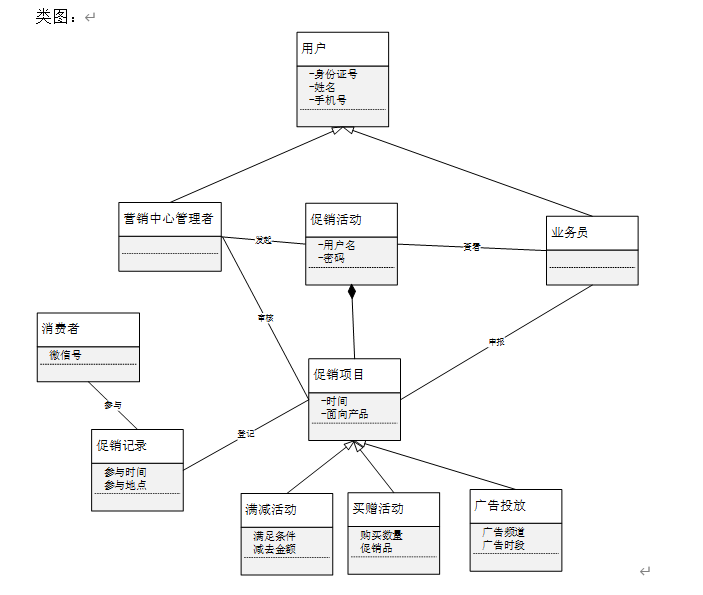 类图：
用户
-身份证号
-姓名
-手机号
营销中心管理者
促销活动
-用户名
-密码
业务员
发起
查看
审核
申报
消费者
微信号
参与
促销项目
-时间
-面向产品
促销记录
参与时间
参与地点
登记
满减活动
满足条件
减去金额
买赠活动
购买数量
促销品
广告投放
广告频道
广告时段